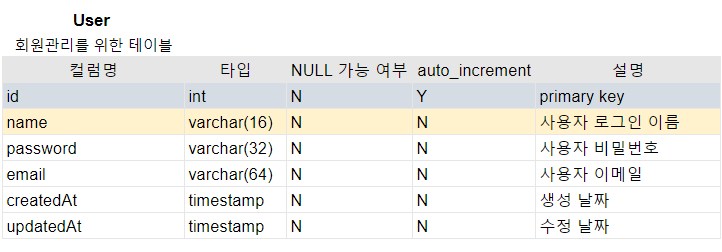 User
회원관리를 위한 테이블
컬럼명 타입 NULL 가능 여부 auto_increment 설명
id int N Y primary key
name varchar(16) N N 사용자 로그인 이름
password varchar(32) N N 사용자 비밀번호
email varchar(64) N N 사용자 이메일
createdAt timestamp N N 생성 날짜
updatedAt timestamp N N 수정 날짜